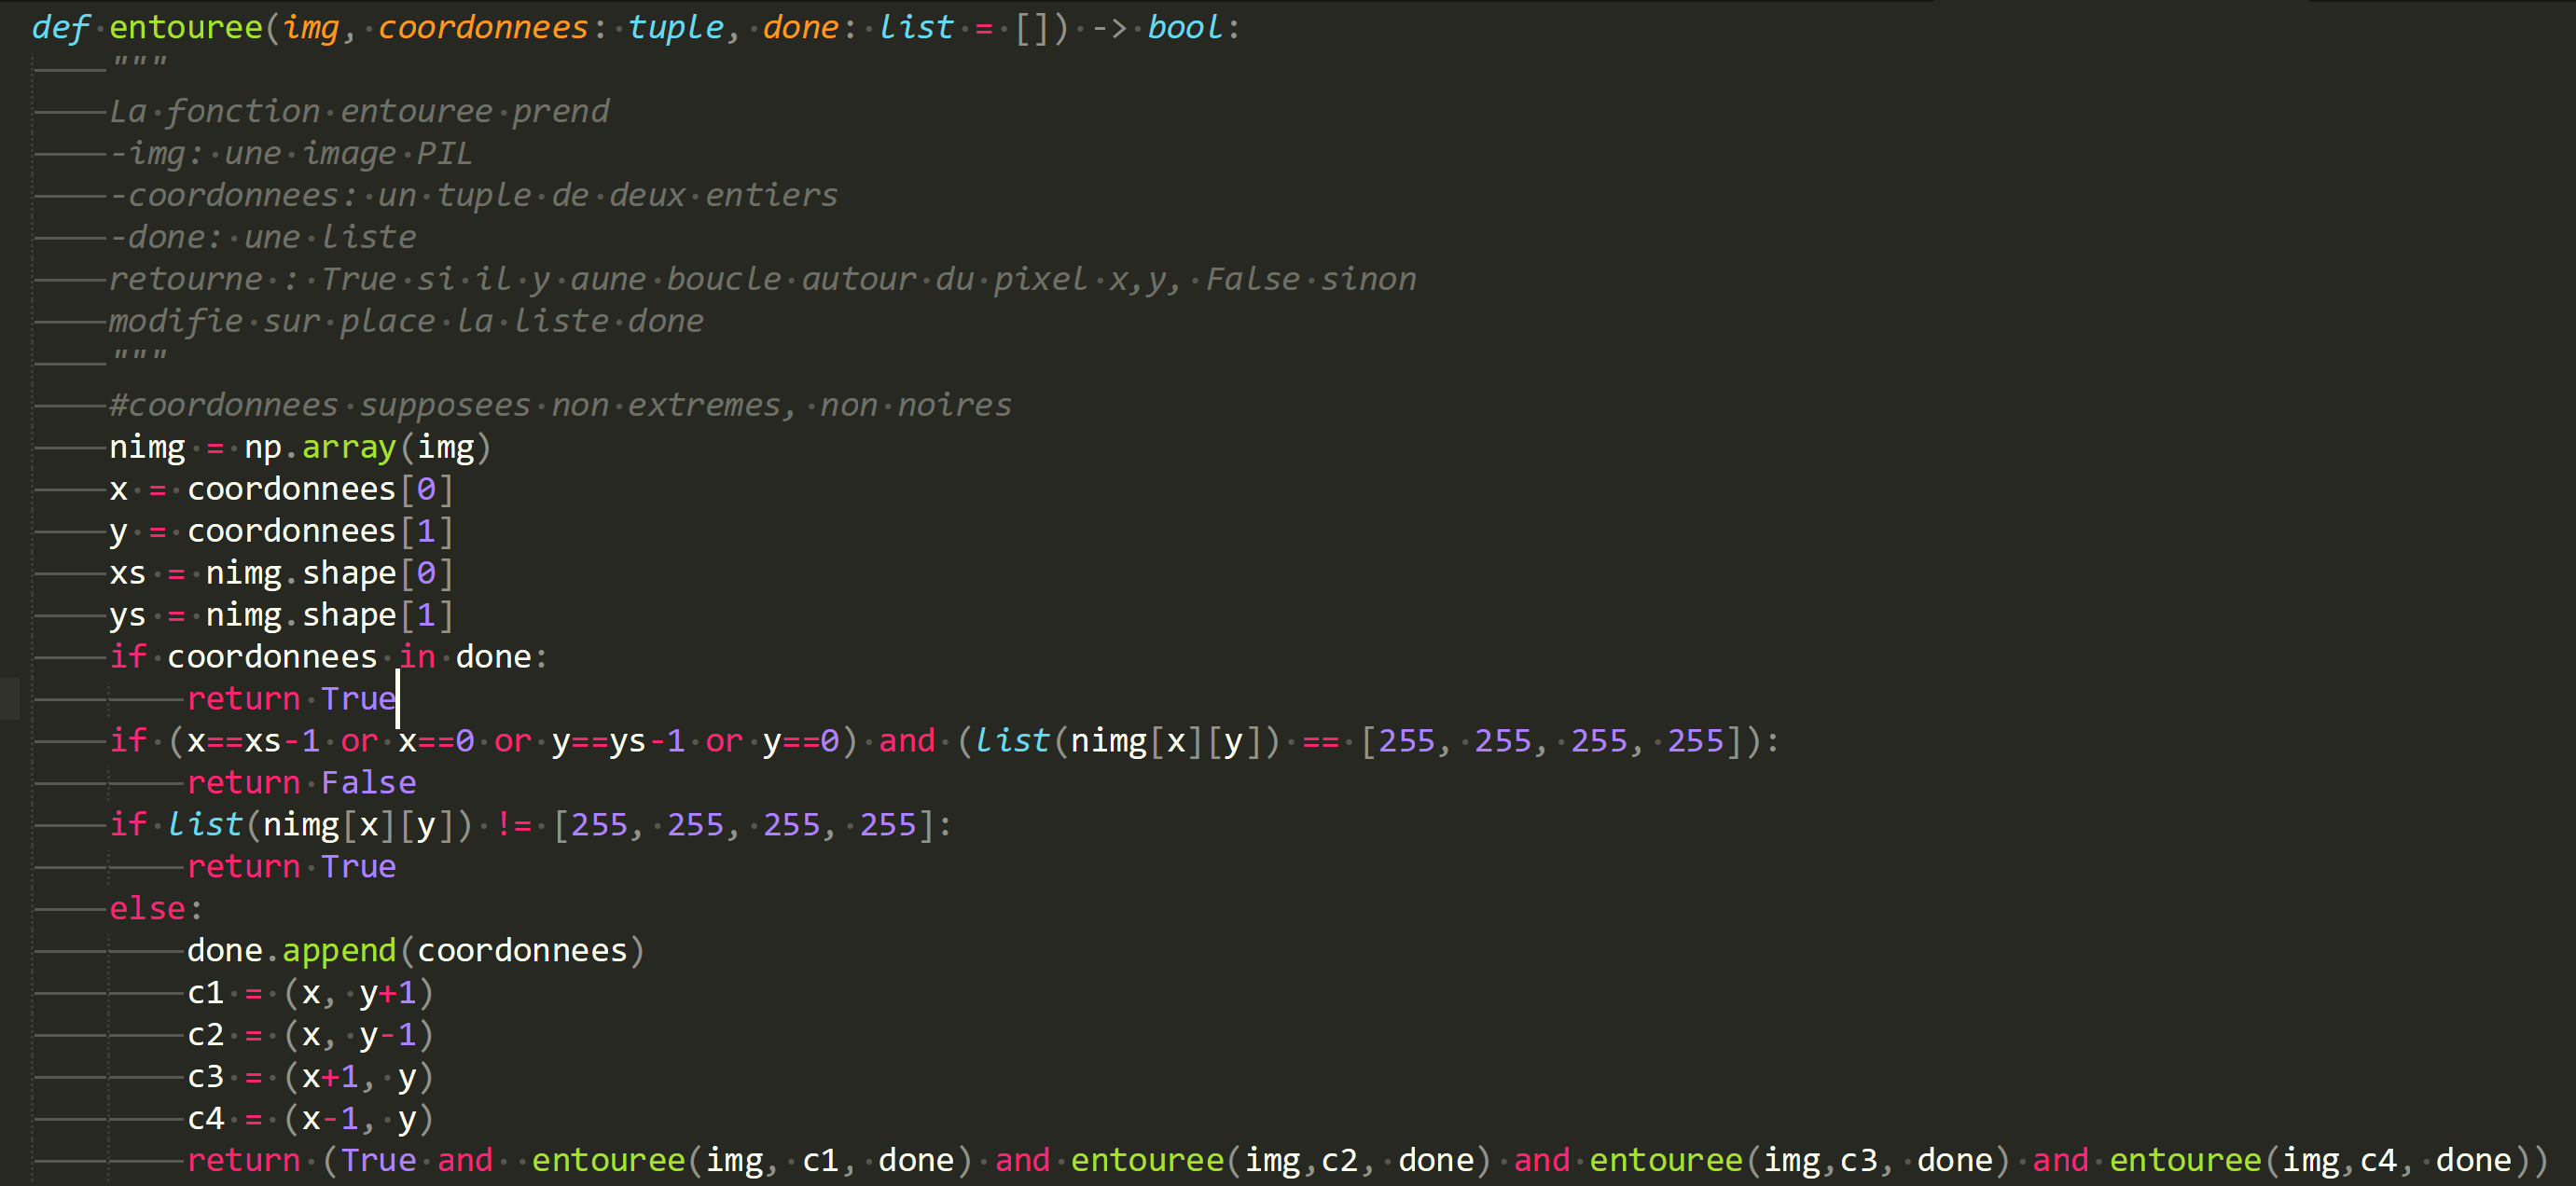 def entouree(img, coordonnees: tuple, done: list = []) -> bool:
"""
La fonction entouree prend
-img: une image PIL
-coordonnees: un tuple de deux entiers
-done: une liste
retourne : True si il y aune boucle autour du pixel x,y, False sinon
modifie sur place la liste done
"""
#coordonnees supposees non extremes, non noires
nimg = np.array(img)
x = coordonnees[0]
y = coordonnees[1]
xs = nimg.shape[0]
ys = nimg.shape[1]
if coordonnees in done:
return True
if (x==xs-1 or x==0 or y==ys-1 or y==0) and (list(nimg[x][y]) == [255, 255, 255, 255]):
return False
if list(nimg[x][y]) != [255, 255, 255, 255]:
return True
else:
done.append(coordonnees)
c1 = (x, y+1)
c2 = (x, y-1)
c3 = (x+1, y)
c4 = (x-1, y)
return (True and  entouree(img, c1, done) and entouree(img,c2, done) and entouree(img,c3, done) and entouree(img,c4, done))